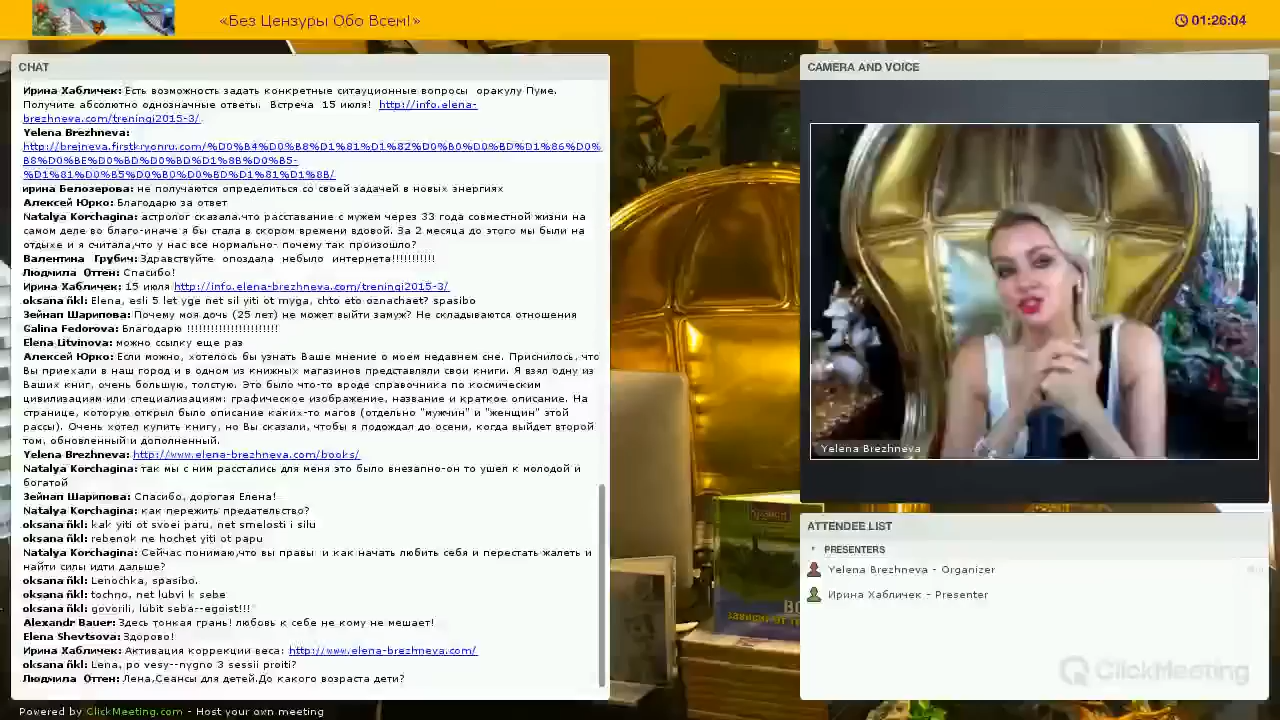 «Без Цензуры Обо Всем!»
01:26:04
CHAT
Ирина Хабличек: Есть возможность задать конкретные ситауционные вопросы оракулу Пуме.
Получите абсолютно однозначные ответы. Встреча 15 июля! http://info.elena-
brezhneva.com/treningi2015-3/.
Yelena Brezhneva:
http://brejneva.firstkryonru.com/%D0%B4%D0%B8%D1%81%D1%82%D0%B0%D0%BD%D1%86%D0%
B8%D0%BE%D0%BD%D0%BD%D1%8B%D0%B5-
%D1%81%D0%B5%D0%B0%D0%BD%D1%81%D1%8B/
ирина Белозерова: не получаются определиться со своей задачей в новых энергиях
Алексей Юрко: Благодарю за ответ
Natalya Korchagina: астролог сказала.что расставание с мужем через 33 года совместной жизни на
самом деле во благо-иначе я бы стала в скором времени вдовой. За 2 месяца до этого мы были на
отдыхе и я считала,что у нас все нормально- почему так произошло?
Валентина Грубич: Здравствуйте опоздала небыло интернета!!!!!!!!!!!
Людмила Оттен: Спасибо!
Ирина Хабличек: 15 июля http://info.elena-brezhneva.com/treningi2015-3/
oksana ñkl: Elena, esli 5 let yge net sil yiti ot myga, chto eto oznachaet? spasibo
Зейнап Шарипова: Почему моя дочь (25 лет) не может выйти замуж? Не складываются отношения
Galina Fedorova: Благодарю !!!!!!!!!!!!!!!!!!!!!!!
Elena Litvinova: можно ссылку еще раз
Алексей Юрко: Если можно, хотелось бы узнать Ваше мнение о моем недавнем сне. Приснилось, что
Вы приехали в наш город и в одном из книжных магазинов представляли свои книги. Я взял одну из
Ваших книг, очень большую, толстую. Это было что-то вроде справочника по космическим
цивилизациям или специализациям: графическое изображение, название и краткое описание. На
странице, которую открыл было описание каких-то магов (отдельно "мужчин" и "женщин" этой
рассы). Очень хотел купить книгу, но Вы сказали, чтобы я подождал до осени, когда выйдет второй
том, обновленный и дополненный.
Yelena Brezhneva: http://www.elena-brezhneva.com/books/
Natalya Korchagina: так мы с ним расстались для меня это было внезапно-он то ушел к молодой и
богатой
Зейнап Шарипова: Спасибо, дорогая Елена!
Natalya Korchagina: как пережить предательство?
oksana ñkl: kak yiti ot svoei paru, net smelosti i silu
oksana ñkl: rebenok ne hochet yiti ot papu
Natalya Korchagina: Сейчас понимаю,что вы правы и как начать любить себя и перестать жалеть и
найти силы идти дальше?
oksana ñkl: Lenochka, spasibo.
oksana ñkl: tochno, net lubvi k sebe
oksana ñkl: govorili, lubit seba--egoist!!!
Alexandr Bauer: Здесь тонкая грань! любовь к себе не кому не мешает!
Elena Shevtsova: Здорово!
Ирина Хабличек: Активация коррекции веса: http://www.elena-brezhneva.com/
oksana ñkl: Lena, po vesy--nygno 3 sessii proiti?
Людмила Оттен: Лена,Сеансы для детей.До какого возраста дети?
Powered by ClickMeeting.com - Host your own meeting
CAMERA AND VOICE
Yelena Brezhneva
ATTENDEE LIST
PRESENTERS
Yelena Brezhneva - Organizer
Ирина Хабличек - Presenter
ClickMeeting